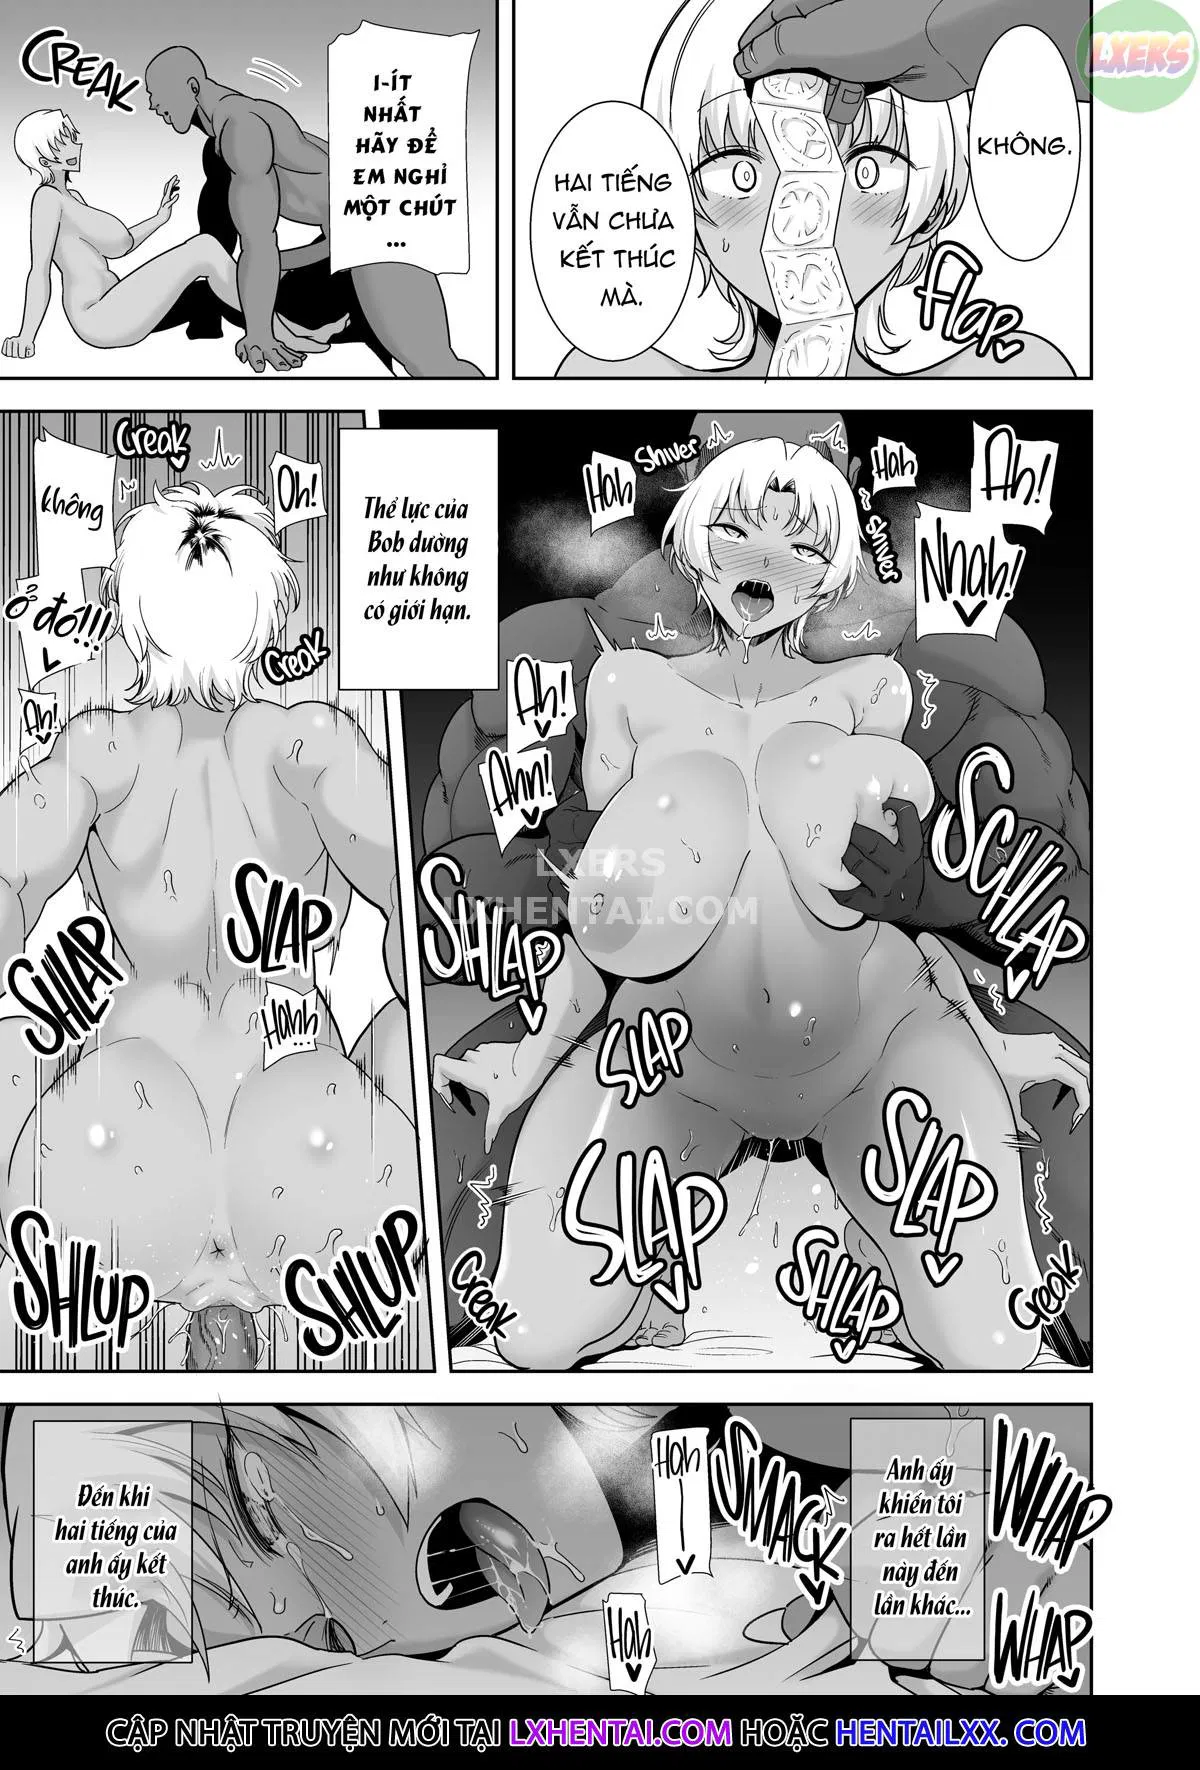 LXERS
KHÔNG.
HAI TIẾNG
VẪN CHƯA
KẾT THÚC
MÀ.
Flap
CREAK
I-ÍT
NHẤT
HÃY ĐỂ
EM NGHỈ
MỘT CHÚT
...
Ah!
Nhah!
Hah
Shiver
Hah
Shiver
Ah!
Ahn!
SCHLAP
SHLAP
SLAP
SLAP
SLAP
SHLAP
Creak
Creak
LXERS
LXHENTAI.COM
Thể lực của
Bob dường
như không
có giới hạn.
Creak
Oh!
không
ở đó!!!
Creak
Ah!
SLAP
SHLAP
Hahh
...
SHLUP
SHLUP
WHAP
WHAP
Anh ấy
khiến tôi
ra hết lần
này đến
lần khác...
SMACK
Hah
Hah
Đến khi
hai tiếng của
anh ấy kết
thúc.
CẬP NHẬT TRUYỆN MỚI TẠI LXHENTAI.COM HOẶC HENTAILXX. COM